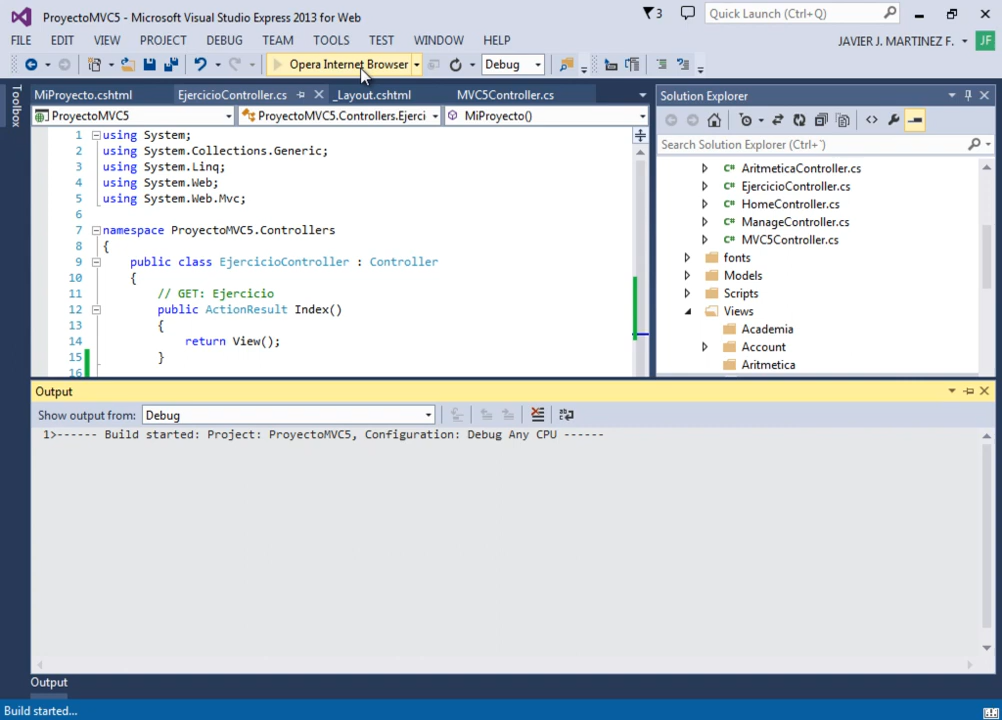 ProyectoMVC5 - Microsoft Visual Studio Express 2013 for Web
3
Quick Launch (Ctrl+Q)
FILE EDIT VIEW PROJECT DEBUG TEAM TOOLS TEST WINDOW HELP
JAVIER J. MARTINEZ F.
JF
Opera Internet Browser
Debug
Toolbox
MiProyecto.cshtml
EjercicioController.cs
_Layout.cshtml
MVC5Controller.cs
ProyectoMVC5
ProyectoMVC5.Controllers.Ejerci
MiProyecto()
1 using System;
2 using System.Collections.Generic;
3 using System.Linq;
4 using System.Web;
5 using System.Web.Mvc;
6
7 namespace ProyectoMVC5.Controllers
8 {
9 public class EjercicioController : Controller
10 {
11 // GET: Ejercicio
12 public ActionResult Index()
13 {
14 return View();
15 }
16
Solution Explorer
Search Solution Explorer (Ctrl+¨)
C# AritmeticaController.cs
C# EjercicioController.cs
C# HomeController.cs
C# ManageController.cs
C# MVC5Controller.cs
fonts
Models
Scripts
Views
Academia
Account
Aritmetica
Output
Show output from: Debug
1>------ Build started: Project: ProyectoMVC5, Configuration: Debug Any CPU ------
Output
Build started...